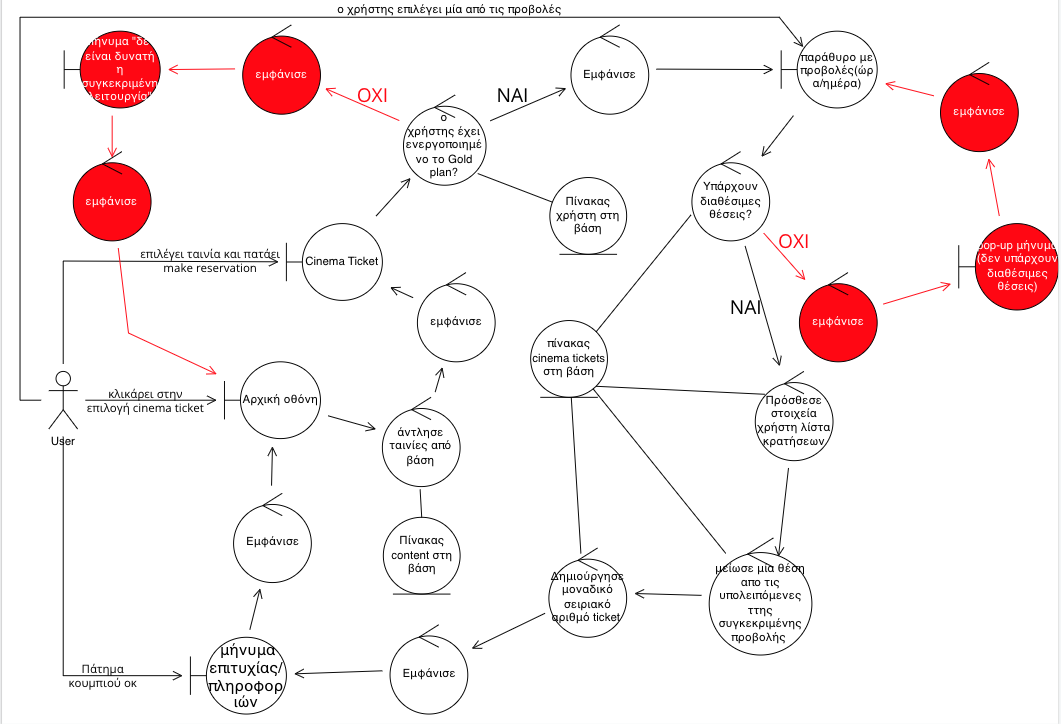 ο χρήστης επιλέγει μία από τις προβολές
μήνυμα "δεν
είναι δυνατή
η
συγκεκριμένη
λειτουργία"
εμφάνισε
ΟΧΙ
ΝΑΙ
Εμφάνισε
παράθυρο με
προβολές(ώρ
α/ημέρα)
εμφάνισε
ο
χρήστης έχει
ενεργοποιημέ
νο το Gold
plan?
εμφάνισε
Πίνακας
χρήστη στη
βάση
Υπάρχουν
διαθέσιμες
θέσεις?
ΟΧΙ
pop-up μήνυμα
(δεν υπάρχουν
διαθέσιμες
θέσεις)
επιλέγει ταινία και πατάει
make reservation
Cinema Ticket
εμφάνισε
ΝΑΙ
εμφάνισε
πίνακας
cinema tickets
στη βάση
User
κλικάρει στην
επιλογή cinema ticket
Αρχική οθόνη
άντλησε
ταινίες από
βάση
Πρόσθεσε
στοιχεία
χρήστη λίστα
κρατήσεων
Εμφάνισε
Πίνακας
content στη
βάση
Δημιούργησε
μοναδικό
σειριακό
αριθμό ticket
μείωσε μία θέση
απο τις
υπολειπόμενες
ττης
συγκεκριμένης
προβολής
Πάτημα
κουμπιού οκ
μήνυμα
επιτυχίας/
πληροφορ
ιών
Εμφάνισε